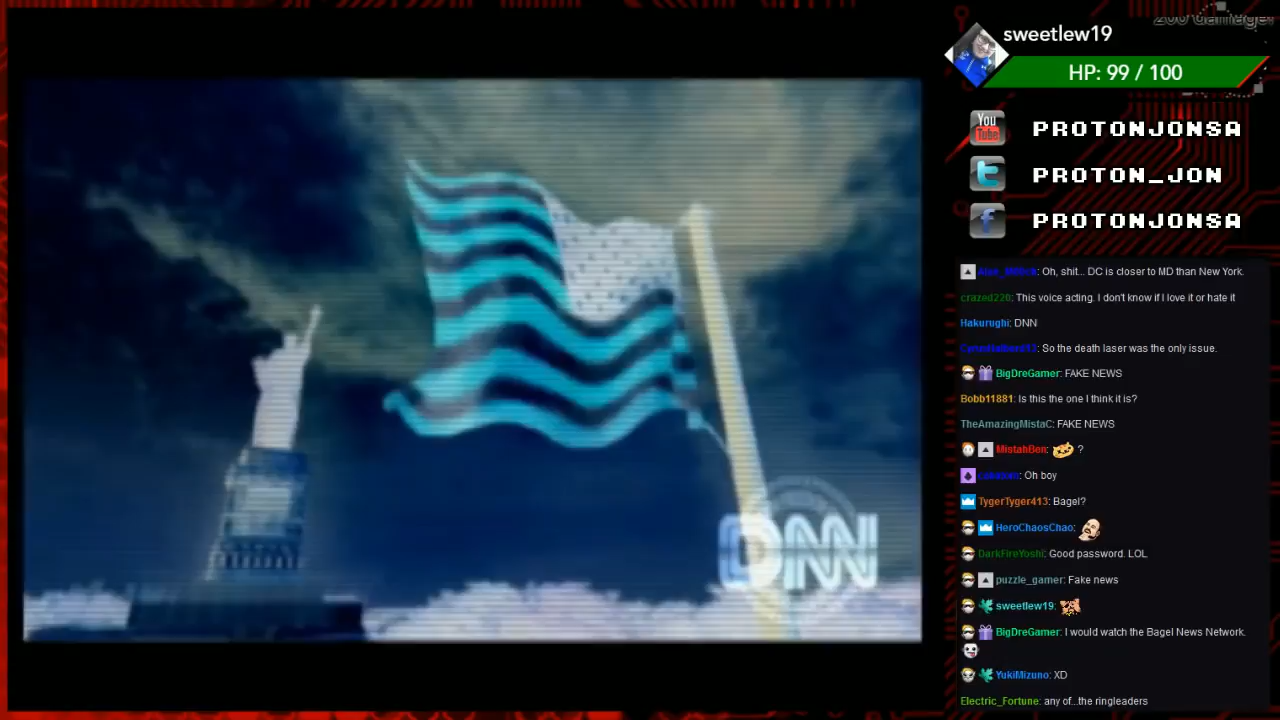 200 damage!
sweetlew19
HP: 99 / 100
You
Tube
PROTONJONSA
PROTON_JON
PROTONJONSA
Oh, shit... DC is closer to MD than New York.
crazed220: This voice acting. I don't know if I love it or hate it
Hakurughi: DNN
So the death laser was the only issue.
BigDreGamer: FAKE NEWS
Bobb11881: Is this the one I think it is?
TheAmazingMistaC: FAKE NEWS
MistahBen: ?
Oh boy
TygerTyger413: Bagel?
HeroChaosChao:
DarkFireYoshi: Good password. LOL
puzzle_gamer: Fake news
sweetlew19:
BigDreGamer: I would watch the Bagel News Network.
YukiMizuno: XD
Electric_Fortune: any of...the ringleaders
DNN